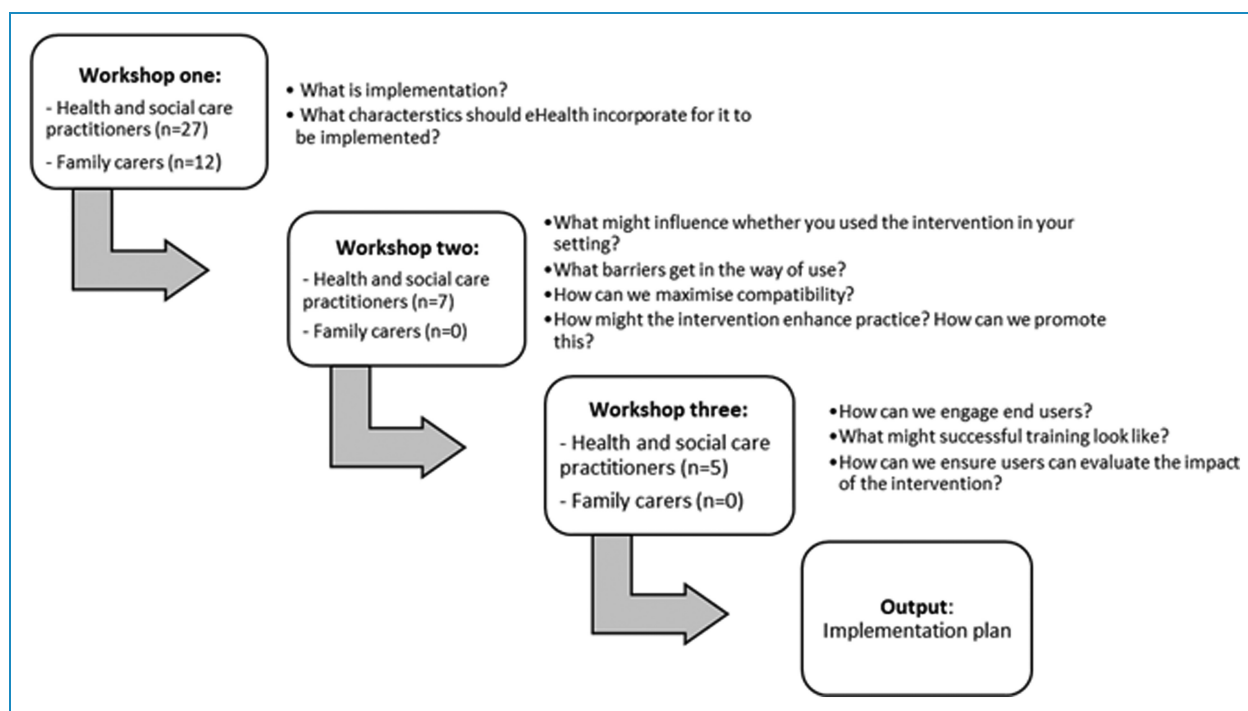 Workshop one:
- Health and social care
practitioners (n=27)
- Family carers (n=12)
• What is implementation?
• What characterstics should eHealth incorporate for it to
be implemented?
Workshop two:
- Health and social care
practitioners (n=7)
- Family carers (n=0)
•What might influence whether you used the intervention in your
setting?
•What barriers get in the way of use?
•How can we maximise compatibility?
•How might the intervention enhance practice? How can we promote
this?
Workshop three:
- Health and social care
practitioners (n=5)
- Family carers (n=0)
•How can we engage end users?
•What might successful training look like?
•How can we ensure users can evaluate the impact
of the intervention?
Output:
Implementation plan